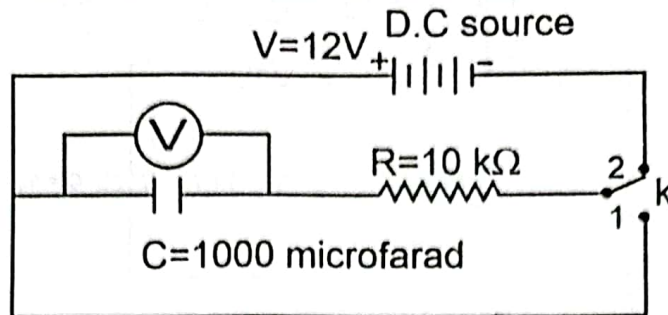 D.C source
V=12V
+ -
V
R=10 kΩ
2
k
1
C=1000 microfarad